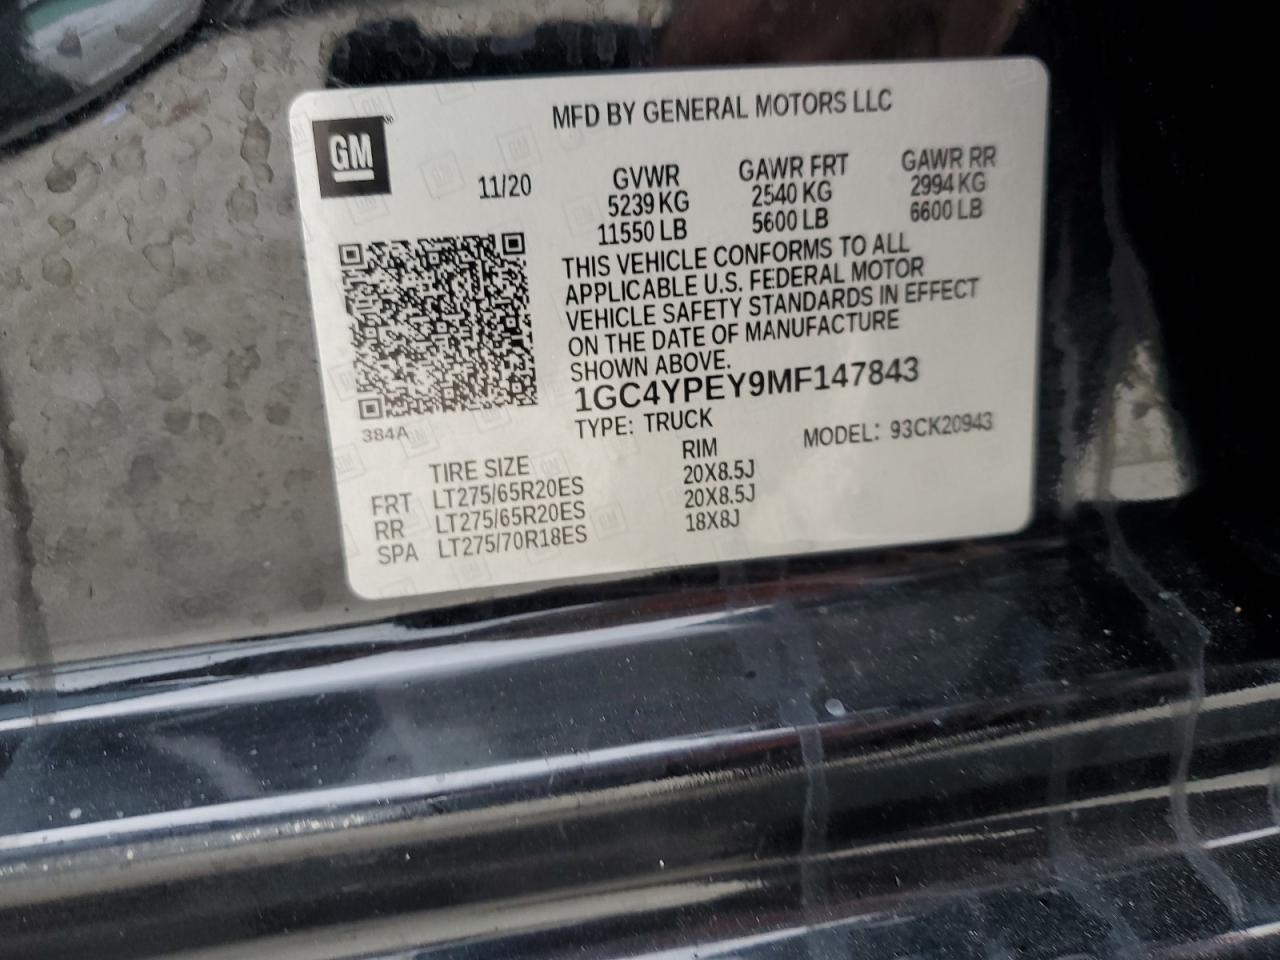 MFD BY GENERAL MOTORS LLC
GM
11/20
GVWR
5239 KG
11550 LB
GAWR FRT
2540 KG
5600 LB
GAWR RR
2994 KG
6600 LB
THIS VEHICLE CONFORMS TO ALL
APPLICABLE U.S. FEDERAL MOTOR
VEHICLE SAFETY STANDARDS IN EFFECT
ON THE DATE OF MANUFACTURE
SHOWN ABOVE.
1GC4YPEY9MF147843
TYPE: TRUCK
MODEL: 93CK20943
384A
TIRE SIZE RIM
FRT LT275/65R20ES 20X8.5J
RR LT275/65R20ES 20X8.5J
SPA LT275/70R18ES 18X8J